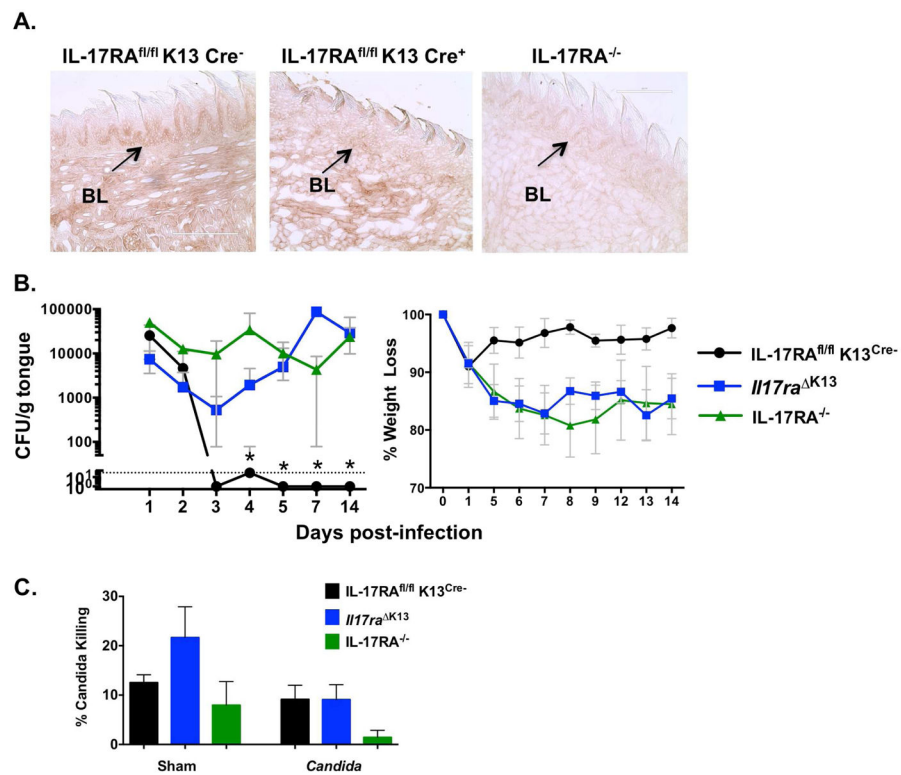 A.
IL-17RAfl/fl K13 Cre-
IL-17RAfl/fl K13 Cre+
IL-17RA-/-
BL
BL
BL
B.
CFU/g tongue
100000
10000
1000
100
10¹
10⁰
* * * * 
1 2 3 4 5 7 14
% Weight Loss
100
90
80
70
0 1 5 6 7 8 9 12 13 14
Days post-infection
IL-17RAfl/fl K13Cre-
Il17raΔK13
IL-17RA-/-
C.
% Candida Killing
30
20
10
0
Sham Candida
IL-17RAfl/fl K13Cre-
Il17raΔK13
IL-17RA-/-